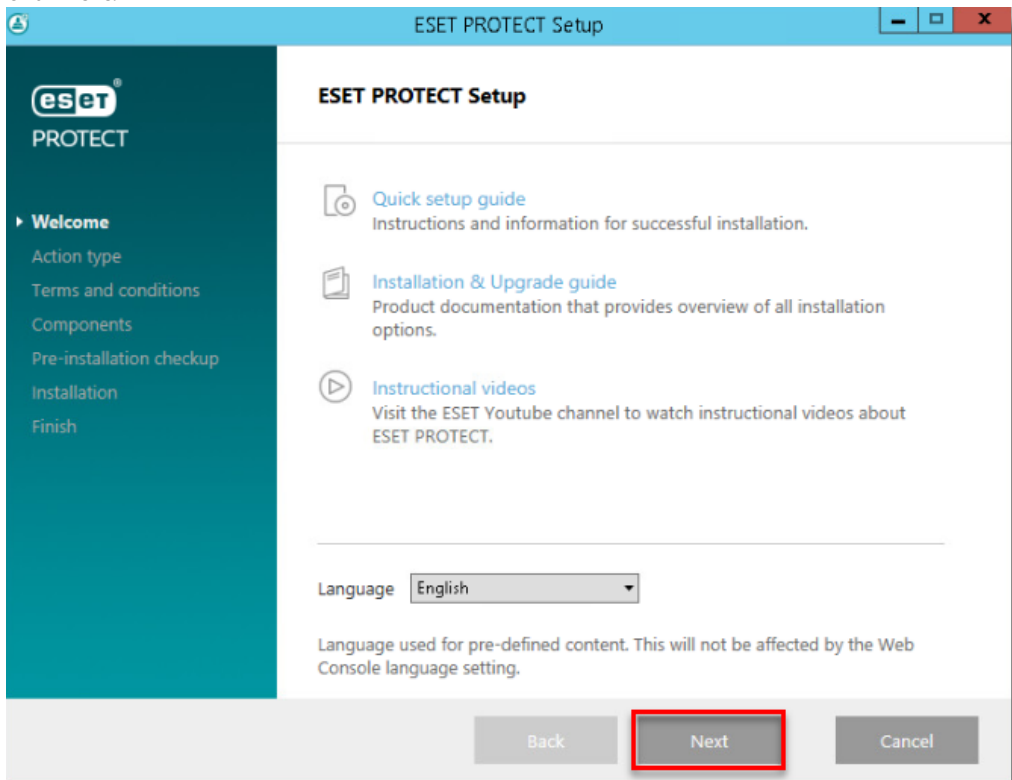 ESET PROTECT Setup
eset®
PROTECT
Welcome
Action type
Terms and conditions
Components
Pre-installation checkup
Installation
Finish
ESET PROTECT Setup
Quick setup guide
Instructions and information for successful installation.
Installation & Upgrade guide
Product documentation that provides overview of all installation
options.
Instructional videos
Visit the ESET Youtube channel to watch instructional videos about
ESET PROTECT.
Language English
Language used for pre-defined content. This will not be affected by the Web
Console language setting.
Back Next Cancel